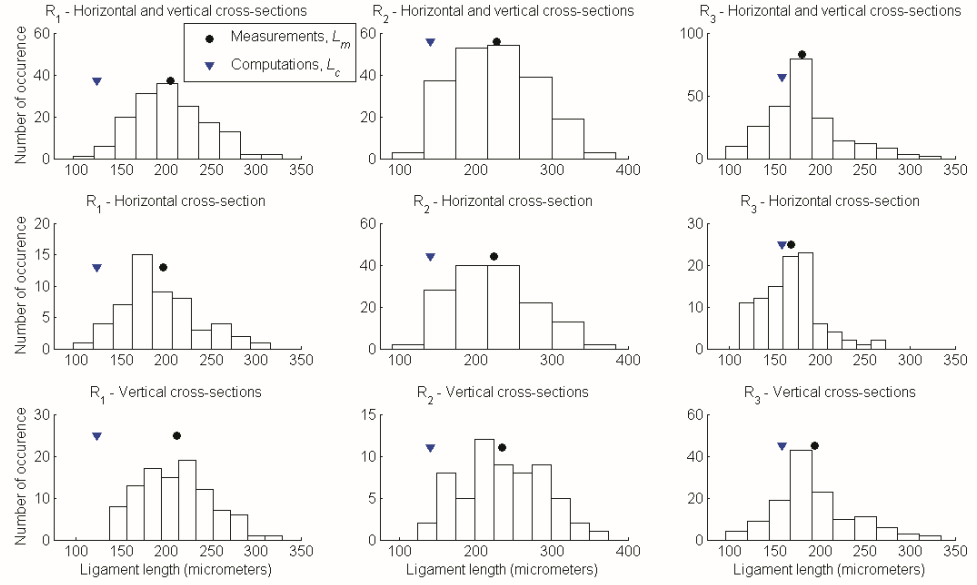 R1 - Horizontal and vertical cross-sections
R2 - Horizontal and vertical cross-sections
R3 - Horizontal and vertical cross-sections
Measurements, Lm
Computations, Lc
Number of occurence
60
40
20
0
100 150 200 250 300 350
60
40
20
0
100 200 300 400
100
50
0
100 150 200 250 300 350
R1 - Horizontal cross-section
R2 - Horizontal cross-section
R3 - Horizontal cross-section
Number of occurence
20
15
10
5
0
100 150 200 250 300 350
60
40
20
0
100 200 300 400
30
20
10
0
100 150 200 250 300 350
R1 - Vertical cross-sections
R2 - Vertical cross-sections
R3 - Vertical cross-sections
Number of occurence
30
20
10
0
100 150 200 250 300 350
15
10
5
0
100 200 300 400
60
40
20
0
100 150 200 250 300 350
Ligament length (micrometers)
Ligament length (micrometers)
Ligament length (micrometers)